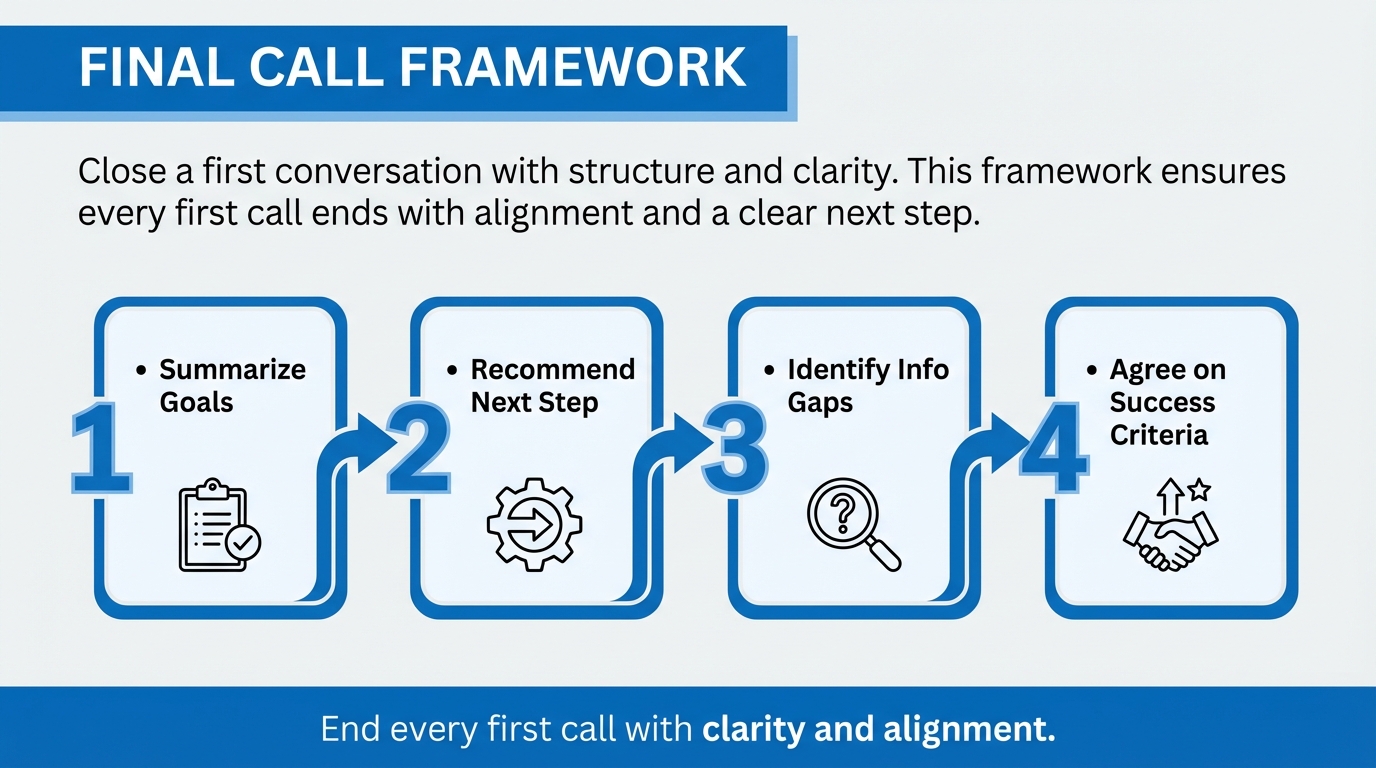 FINAL CALL FRAMEWORK
Close a first conversation with structure and clarity. This framework ensures
every first call ends with alignment and a clear next step.
1
• Summarize
Goals
2
• Recommend
Next Step
3
• Identify Info
Gaps
?
4
• Agree on
Success
Criteria
End every first call with clarity and alignment.